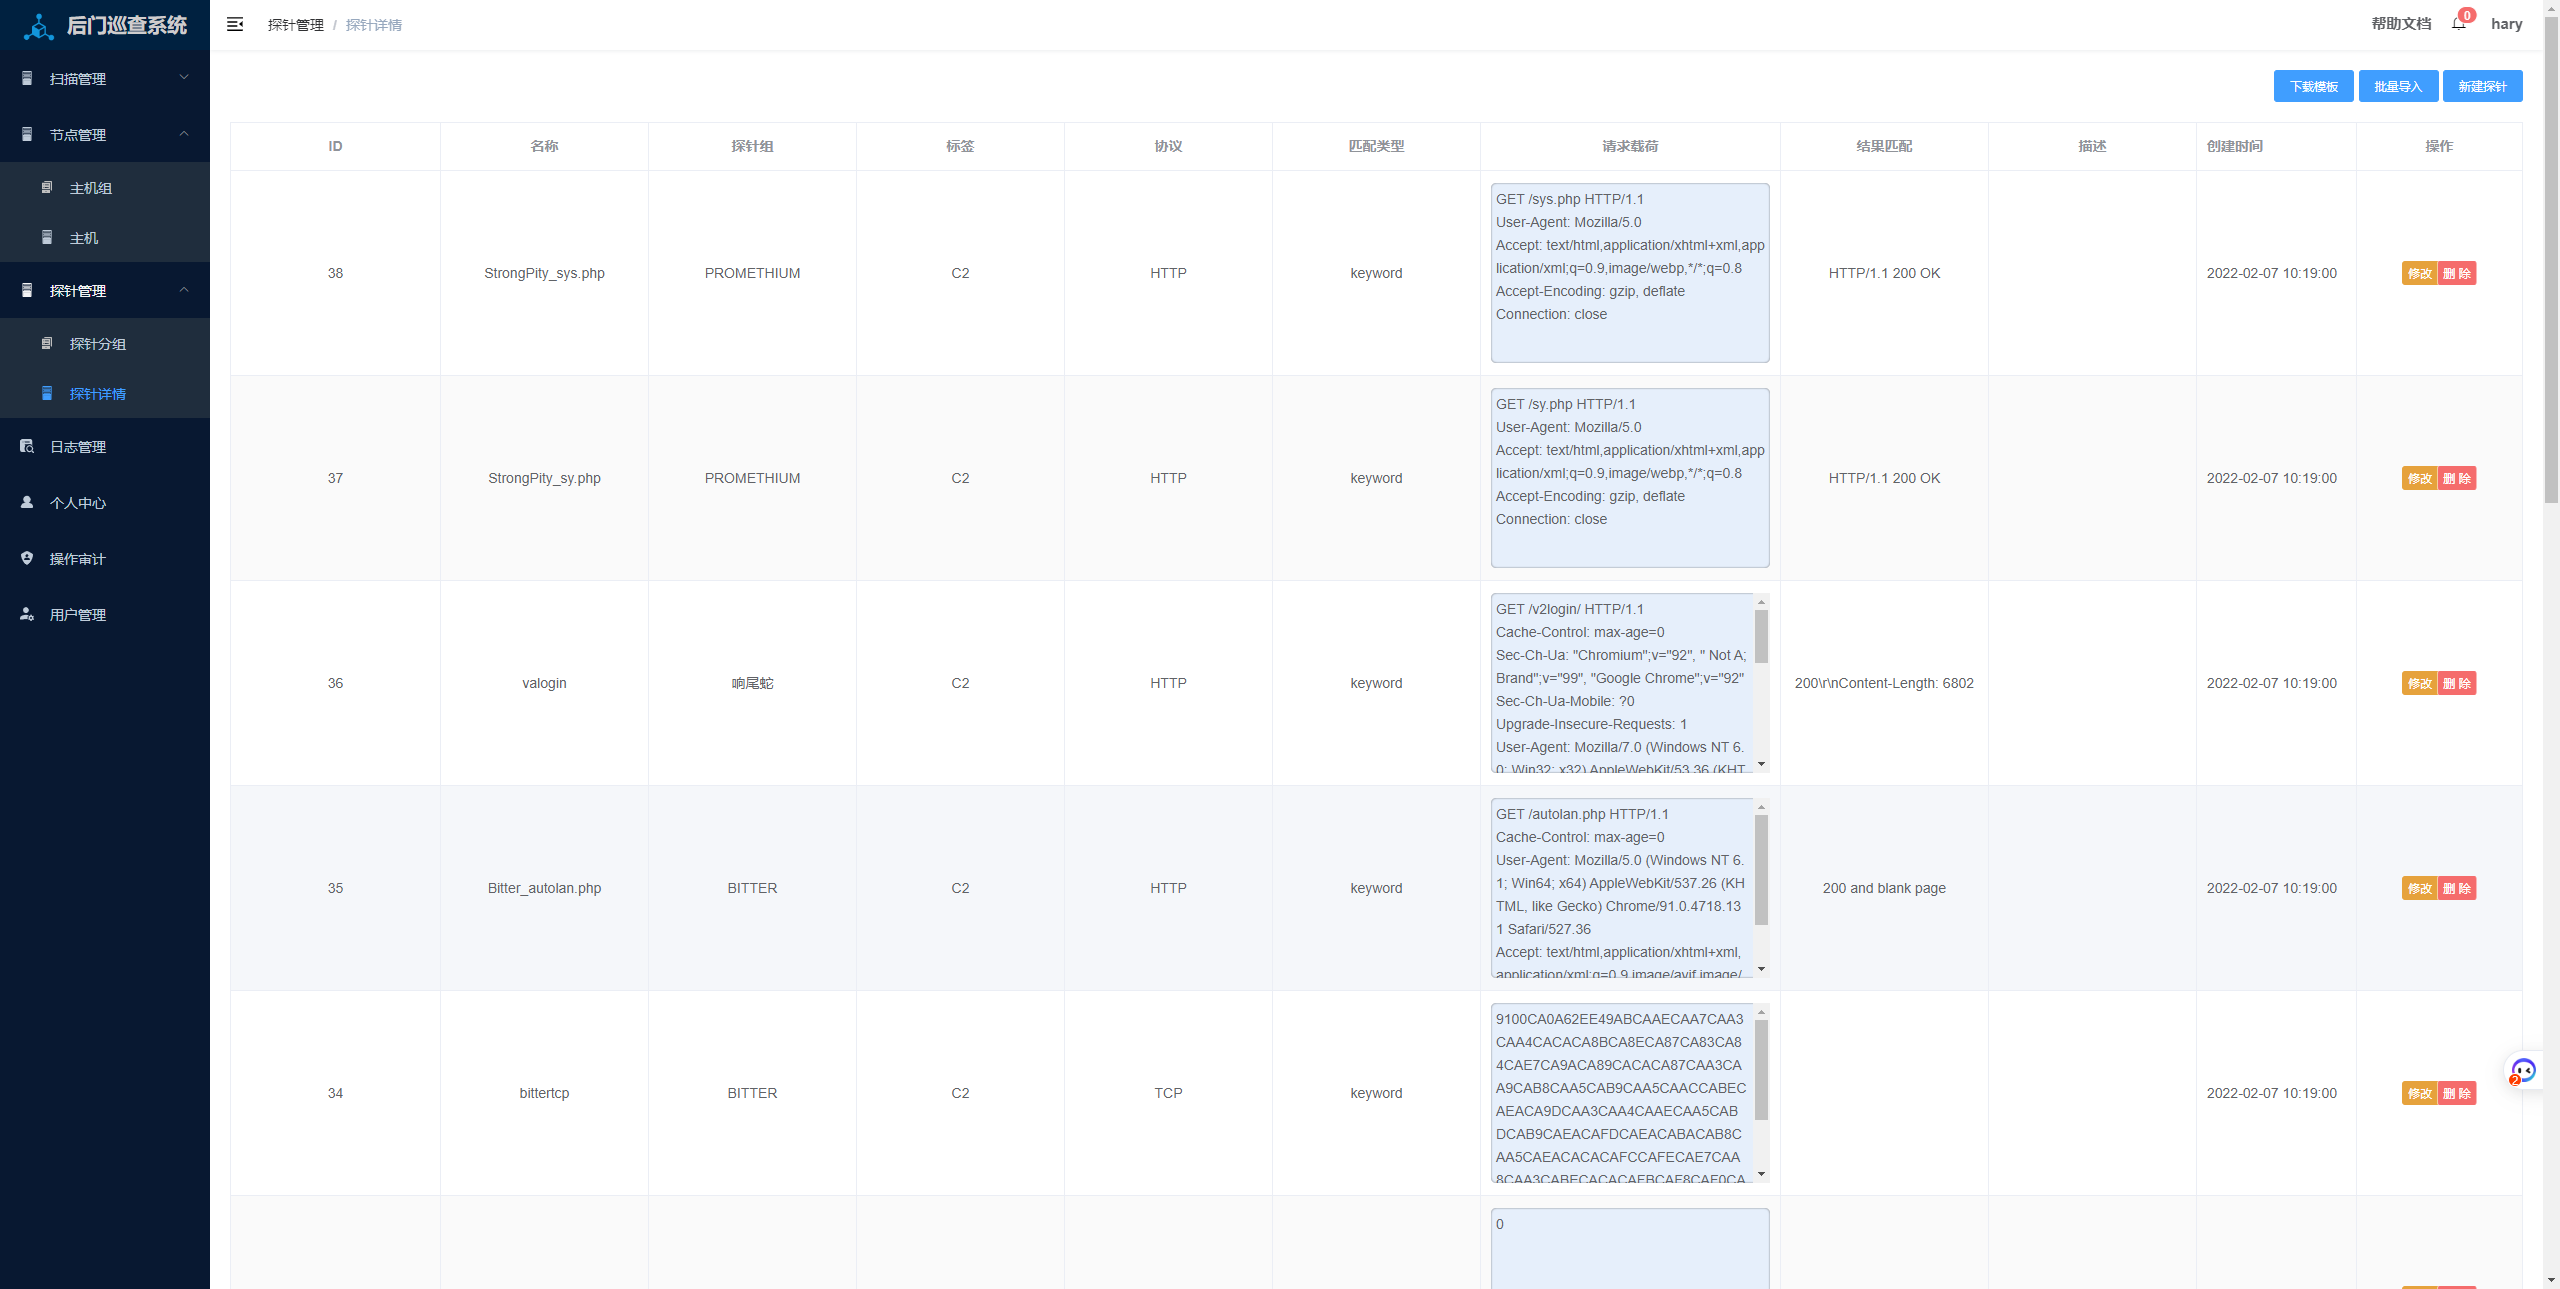 后门巡查系统
探针管理 / 探针详情
帮助文档
0
hary
扫描管理
节点管理
主机组
主机
探针管理
探针分组
探针详情
日志管理
个人中心
操作审计
用户管理
下载模板 批量导入 新建探针
ID 名称 探针组 标签 协议 匹配类型 请求载荷 结果匹配 描述 创建时间 操作
38 StrongPity_sys.php PROMETHIUM C2 HTTP keyword
GET /sys.php HTTP/1.1
User-Agent: Mozilla/5.0
Accept: text/html,application/xhtml+xml,app
lication/xml;q=0.9,image/webp,*/*;q=0.8
Accept-Encoding: gzip, deflate
Connection: close
HTTP/1.1 200 OK
2022-02-07 10:19:00
修改 删 除
37 StrongPity_sy.php PROMETHIUM C2 HTTP keyword
GET /sy.php HTTP/1.1
User-Agent: Mozilla/5.0
Accept: text/html,application/xhtml+xml,app
lication/xml;q=0.9,image/webp,*/*;q=0.8
Accept-Encoding: gzip, deflate
Connection: close
HTTP/1.1 200 OK
2022-02-07 10:19:00
修改 删 除
36 valogin 响尾蛇 C2 HTTP keyword
GET /v2login/ HTTP/1.1
Cache-Control: max-age=0
Sec-Ch-Ua: "Chromium";v="92", " Not A;
Brand";v="99", "Google Chrome";v="92"
Sec-Ch-Ua-Mobile: ?0
Upgrade-Insecure-Requests: 1
User-Agent: Mozilla/7.0 (Windows NT 6.
0; Win32; x32) AppleWebKit/53.36 (KHT
200\r\nContent-Length: 6802
2022-02-07 10:19:00
修改 删 除
35 Bitter_autolan.php BITTER C2 HTTP keyword
GET /autolan.php HTTP/1.1
Cache-Control: max-age=0
User-Agent: Mozilla/5.0 (Windows NT 6.
1; Win64; x64) AppleWebKit/537.26 (KH
TML, like Gecko) Chrome/91.0.4718.13
1 Safari/527.36
Accept: text/html,application/xhtml+xml,
application/xml;q=0.9,image/avif,image/
200 and blank page
2022-02-07 10:19:00
修改 删 除
34 bittertcp BITTER C2 TCP keyword
9100CA0A62EE49ABCAAECAA7CAA3
CAA4CACACA8BCA8ECA87CA83CA8
4CAE7CA9ACA89CACACA87CAA3CA
A9CAB8CAA5CAB9CAA5CAACCABEC
AEACA9DCAA3CAA4CAAECAA5CAB
DCAB9CAEACAFDCAEACABACAB8C
AA5CAEACACACAFCCAFECAE7CAA
8CAA3CABECACACAFBCAF8CAF0CA
2022-02-07 10:19:00
修改 删 除
0
2